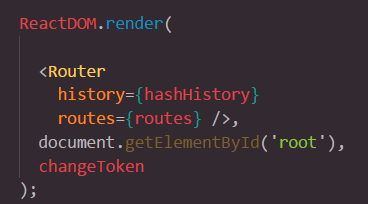 ReactDOM.render(
<Router
history={hashHistory}
routes={routes} />,
document.getElementById('root'),
changeToken
);